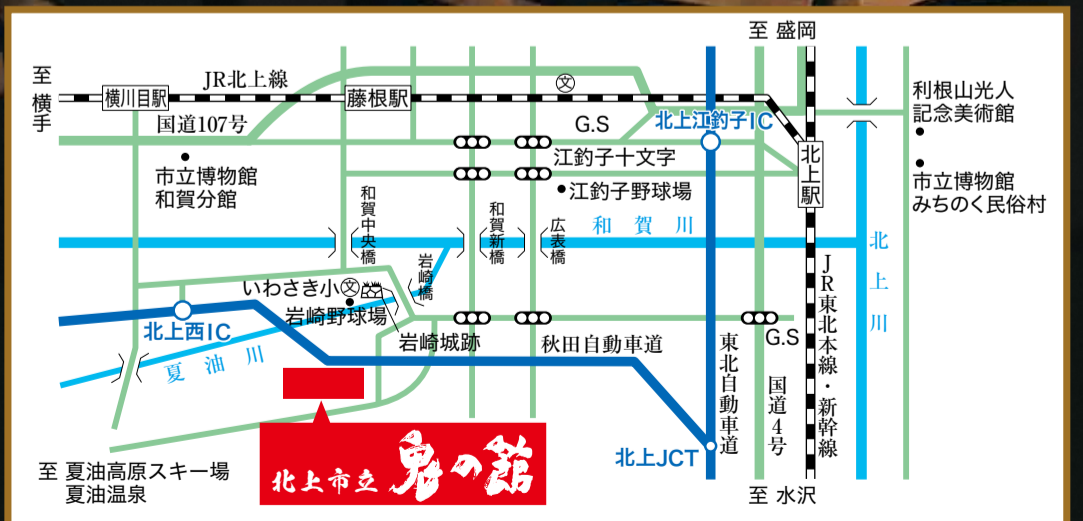 至 盛岡
至 横手
JR北上線
横川目駅
藤根駅
文
利根山光人
記念美術館
国道107号
G.S
北上江釣子IC
江釣子十文字
北上駅
市立博物館
和賀分館
江釣子野球場
市立博物館
みちのく民俗村
和賀中央橋
和賀新橋
広表橋
和賀川
北上川
岩崎橋
いわさき小
文
岩崎野球場
北上西IC
岩崎城跡
秋田自動車道
G.S
東北自動車道
国道4号
JR東北本線・新幹線
夏油川
北上JCT
北上市立 鬼の館
至 夏油高原スキー場
夏油温泉
至 水沢